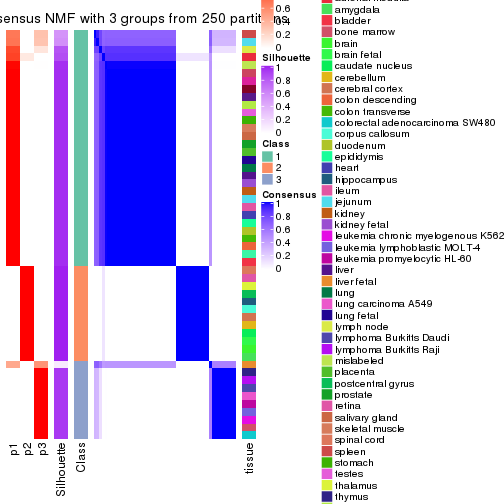 sensus NMF with 3 groups from 250 partitions
p1
p2
p3
Silhouette
Class
tissue
0.6
0.4
0.2
0
Silhouette
1
0.8
0.6
0.4
0.2
0
Class
1
2
3
Consensus
1
0.8
0.6
0.4
0.2
0
amygdala
bladder
bone marrow
brain
brain fetal
caudate nucleus
cerebellum
cerebral cortex
colon descending
colon transverse
colorectal adenocarcinoma SW480
corpus callosum
duodenum
epididymis
heart
hippocampus
ileum
jejunum
kidney
kidney fetal
leukemia chronic myelogenous K562
leukemia lymphoblastic MOLT-4
leukemia promyelocytic HL-60
liver
liver fetal
lung
lung carcinoma A549
lung fetal
lymph node
lymphoma Burkitts Daudi
lymphoma Burkitts Raji
mislabeled
placenta
postcentral gyrus
prostate
retina
salivary gland
skeletal muscle
spinal cord
spleen
stomach
testes
thalamus
thymus